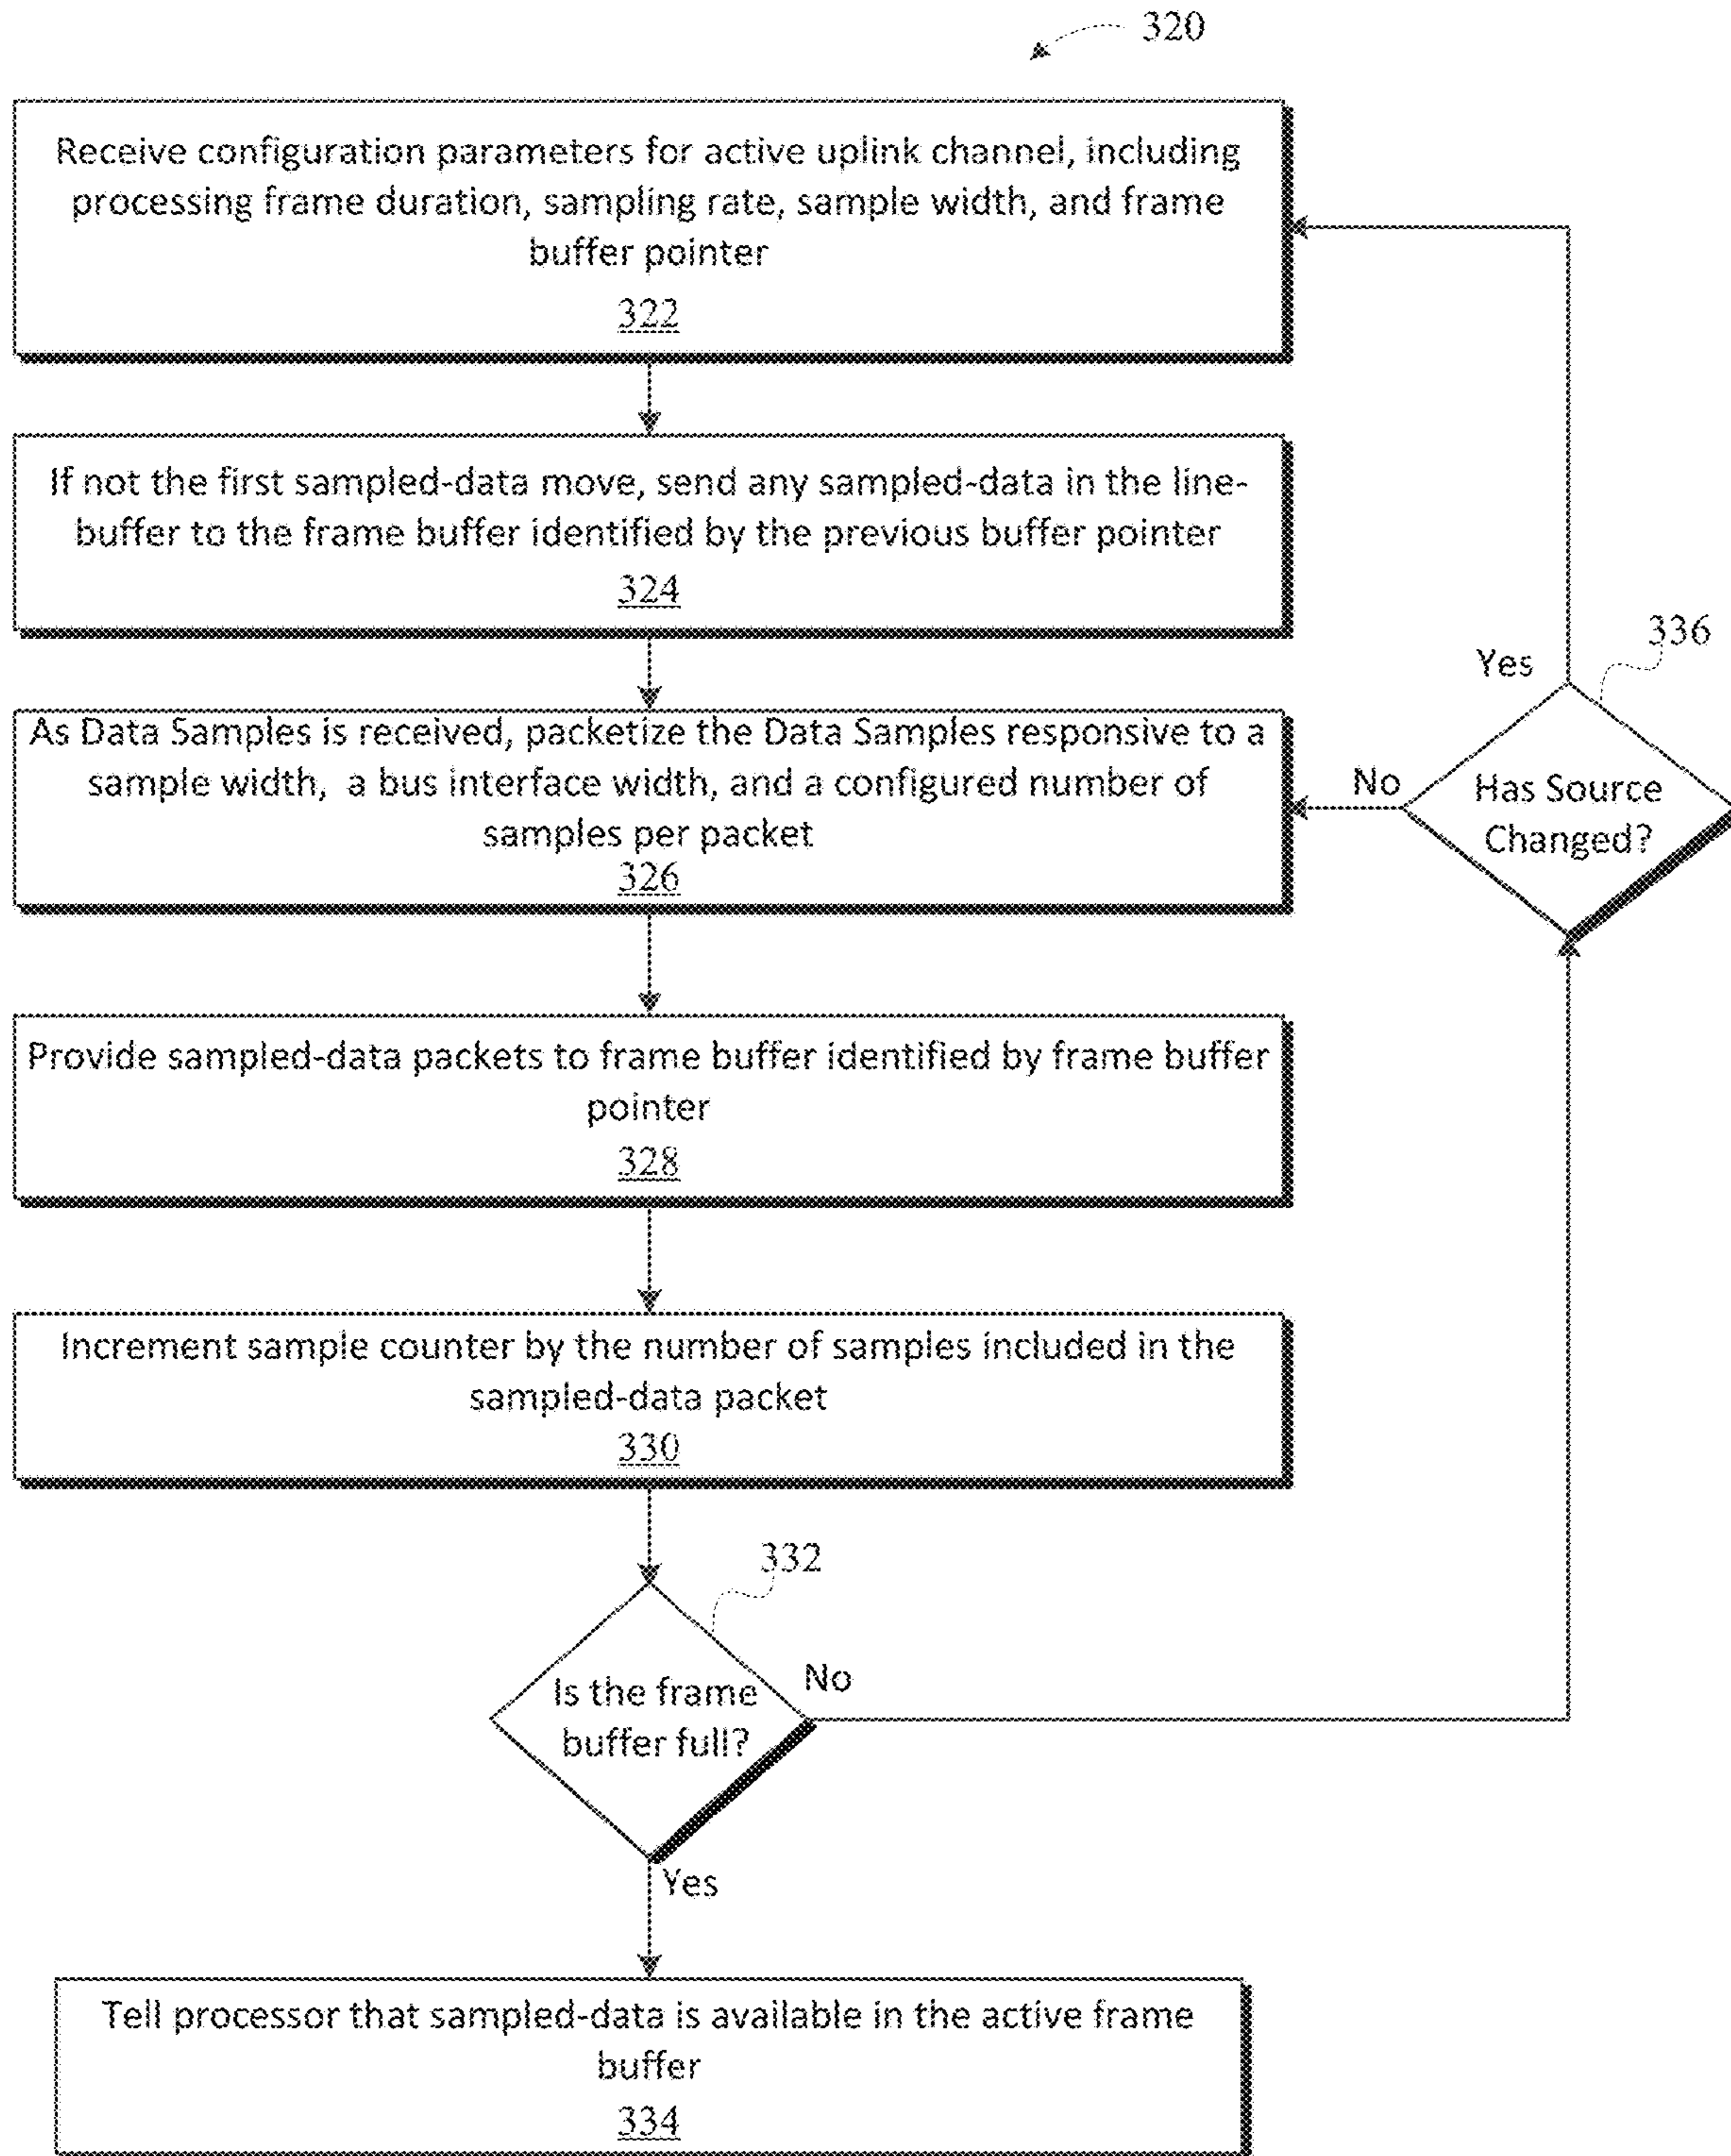 320
Receive configuration parameters for active uplink channel, including
processing frame duration, sampling rate, sample width, and frame
buffer pointer
322
If not the first sampled-data move, send any sampled-data in the line-
buffer to the frame buffer identified by the previous buffer pointer
324
336
Yes
As Data Samples is received, packetize the Data Samples responsive to a
sample width, a bus interface width, and a configured number of
samples per packet
326
No
Has Source
Changed?
Provide sampled-data packets to frame buffer identified by frame buffer
pointer
328
Increment sample counter by the number of samples included in the
sampled-data packet
330
332
Is the frame
buffer full?
No
Yes
Tell processor that sampled-data is available in the active frame
buffer
334